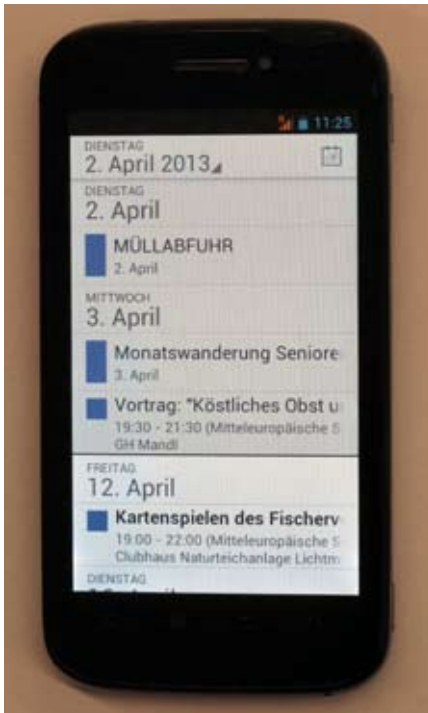 11:25
DIENSTAG
2. April 2013
DIENSTAG
2. April
MÜLLABFUHR
2. April
MITTWOCH
3. April
Monatswanderung Seniore
3. April
Vortrag: "Köstliches Obst u
19:30 - 21:30 (Mitteleuropäische S
GH Mandl
FREITAG
12. April
Kartenspielen des Fischerv
19:00 - 22:00 (Mitteleuropäische S
Clubhaus Naturteichanlage Lichtm
DIENSTAG